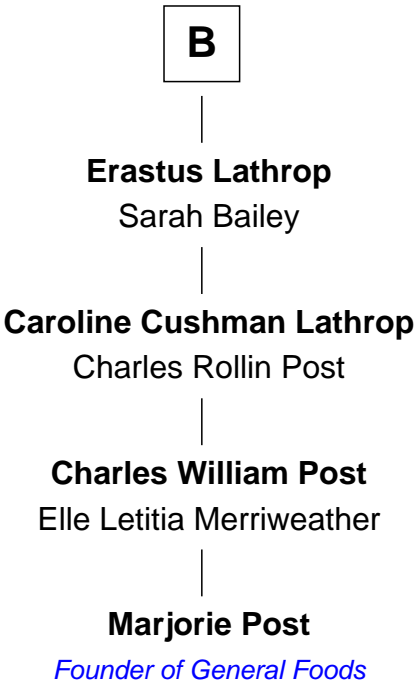 B
Erastus Lathrop
Sarah Bailey
Caroline Cushman Lathrop
Charles Rollin Post
Charles William Post
Elle Letitia Merriweather
Marjorie Post
Founder of General Foods